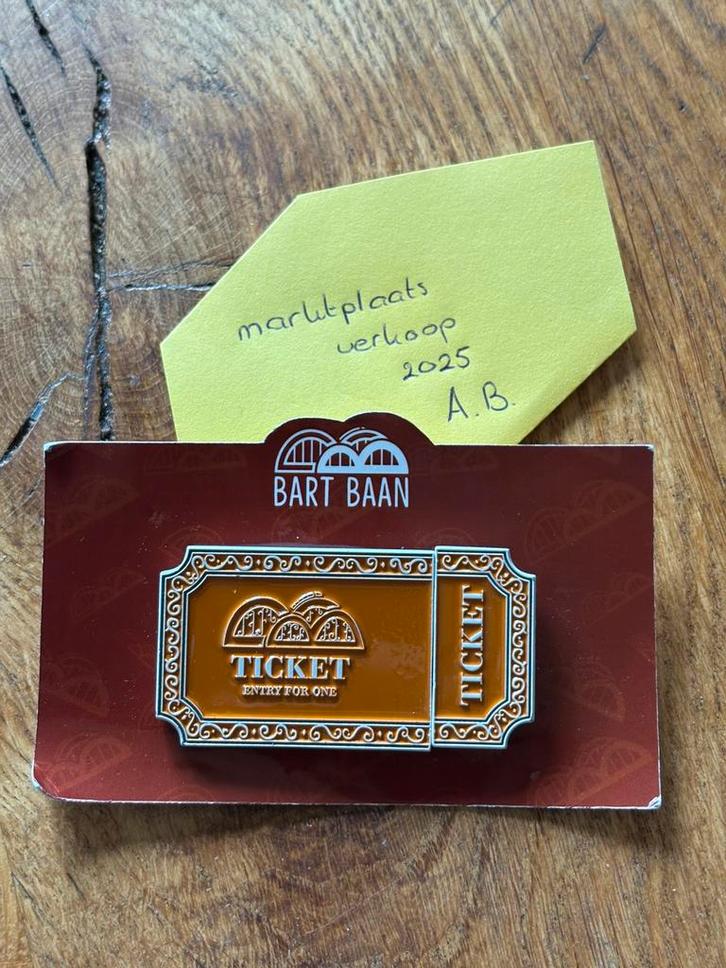 marktplaats
verkoop
2025
A.B.
BART BAAN
TICKET
ENTRY FOR ONE
TICKET